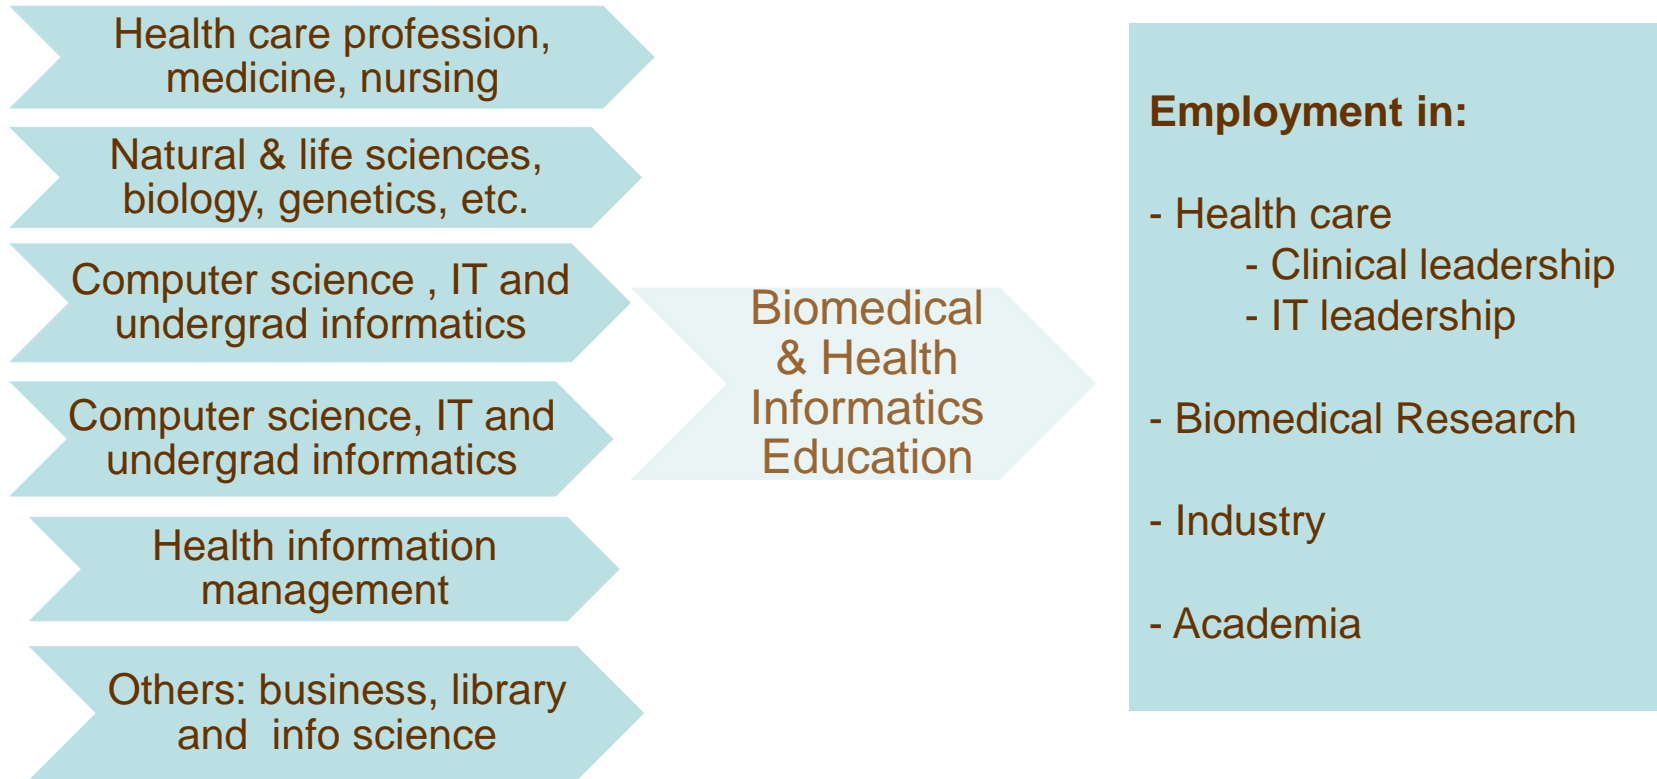 Health care profession,
medicine, nursing
Natural & life sciences,
biology, genetics, etc.
Computer science , IT and
undergrad informatics
Computer science, IT and
undergrad informatics
Health information
management
Others: business, library
and info science
Biomedical
& Health
Informatics
Education
Employment in:
- Health care
- Clinical leadership
- IT leadership
- Biomedical Research
- Industry
- Academia